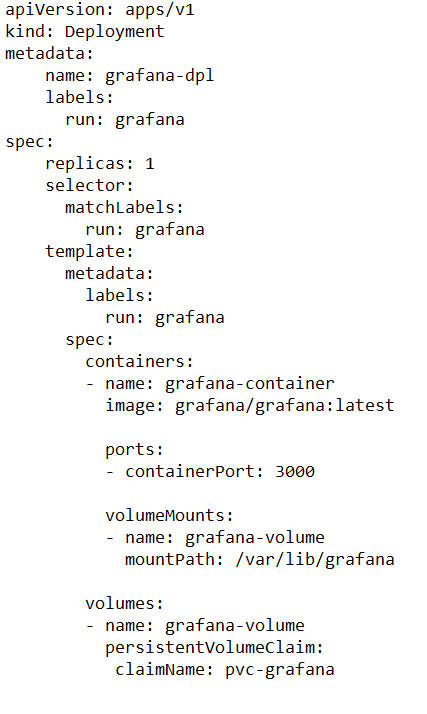 apiVersion: apps/v1
kind: Deployment
metadata:
    name: grafana-dpl
    labels:
      run: grafana
spec:
    replicas: 1
    selector:
      matchLabels:
        run: grafana
    template:
      metadata:
        labels:
          run: grafana
      spec:
        containers:
        - name: grafana-container
          image: grafana/grafana:latest

          ports:
          - containerPort: 3000

          volumeMounts:
          - name: grafana-volume
            mountPath: /var/lib/grafana

        volumes:
        - name: grafana-volume
          persistentVolumeClaim:
           claimName: pvc-grafana